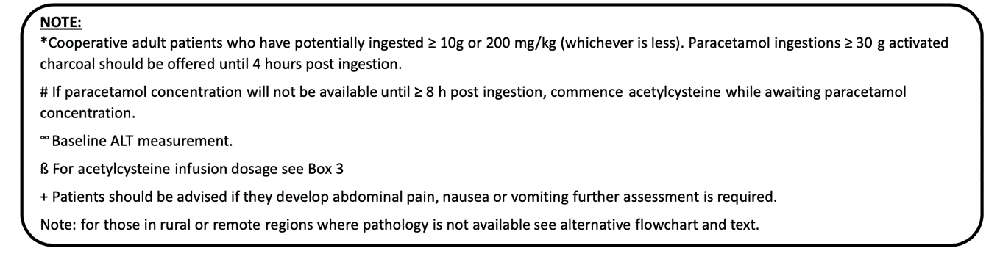 NOTE:
*Cooperative adult patients who have potentially ingested ≥ 10g or 200 mg/kg (whichever is less). Paracetamol ingestions ≥ 30 g activated
charcoal should be offered until 4 hours post ingestion.
# If paracetamol concentration will not be available until ≥ 8 h post ingestion, commence acetylcysteine while awaiting paracetamol
concentration.
∞ Baseline ALT measurement.
ß For acetylcysteine infusion dosage see Box 3
+ Patients should be advised if they develop abdominal pain, nausea or vomiting further assessment is required.
Note: for those in rural or remote regions where pathology is not available see alternative flowchart and text.